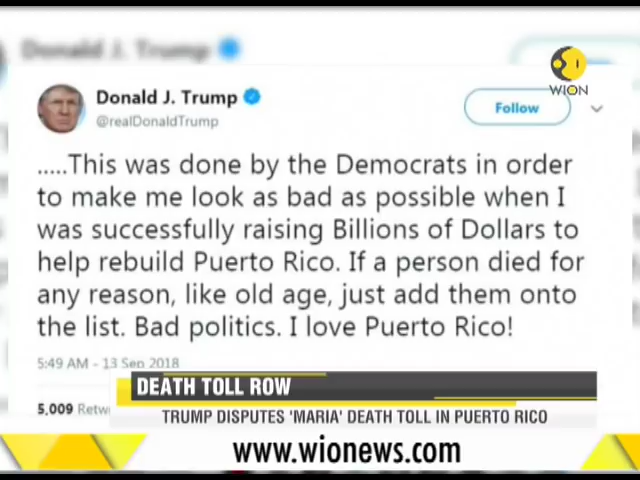 Donald J. Trump
WION
Donald J. Trump
@realDonaldTrump
Follow
.....This was done by the Democrats in order
to make me look as bad as possible when I
was successfully raising Billions of Dollars to
help rebuild Puerto Rico. If a person died for
any reason, like old age, just add them onto
the list. Bad politics. I love Puerto Rico!
5:49 AM - 13 Sep 2018
5,009
DEATH TOLL ROW
TRUMP DISPUTES 'MARIA' DEATH TOLL IN PUERTO RICO
www.wionews.com